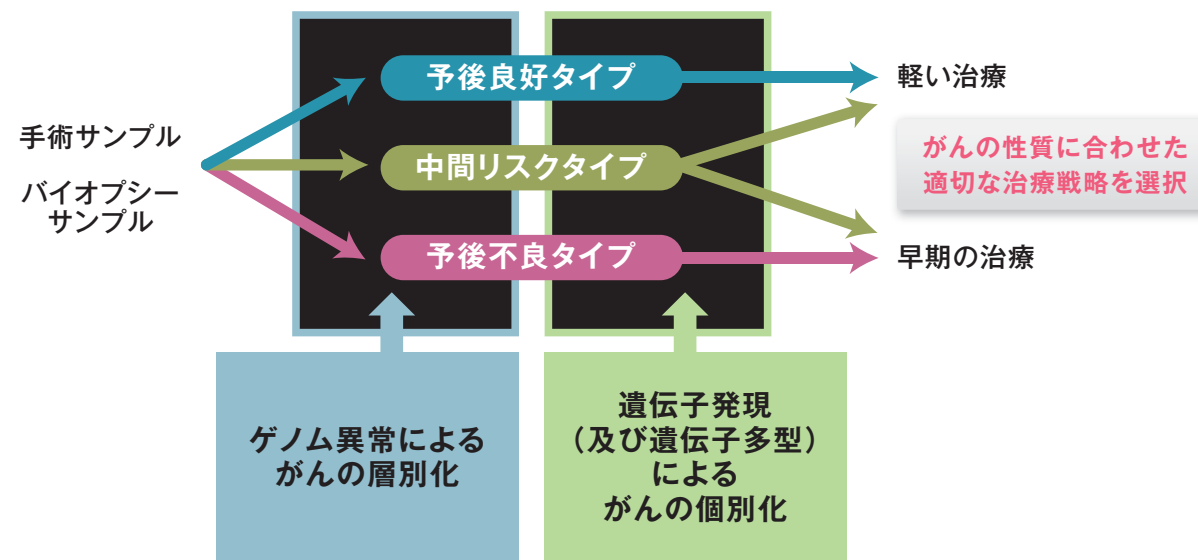 手術サンプル
バイオプシー
サンプル
予後良好タイプ
中間リスクタイプ
予後不良タイプ
軽い治療
がんの性質に合わせた
適切な治療戦略を選択
早期の治療
ゲノム異常による
がんの層別化
遺伝子発現
（及び遺伝子多型）
による
がんの個別化